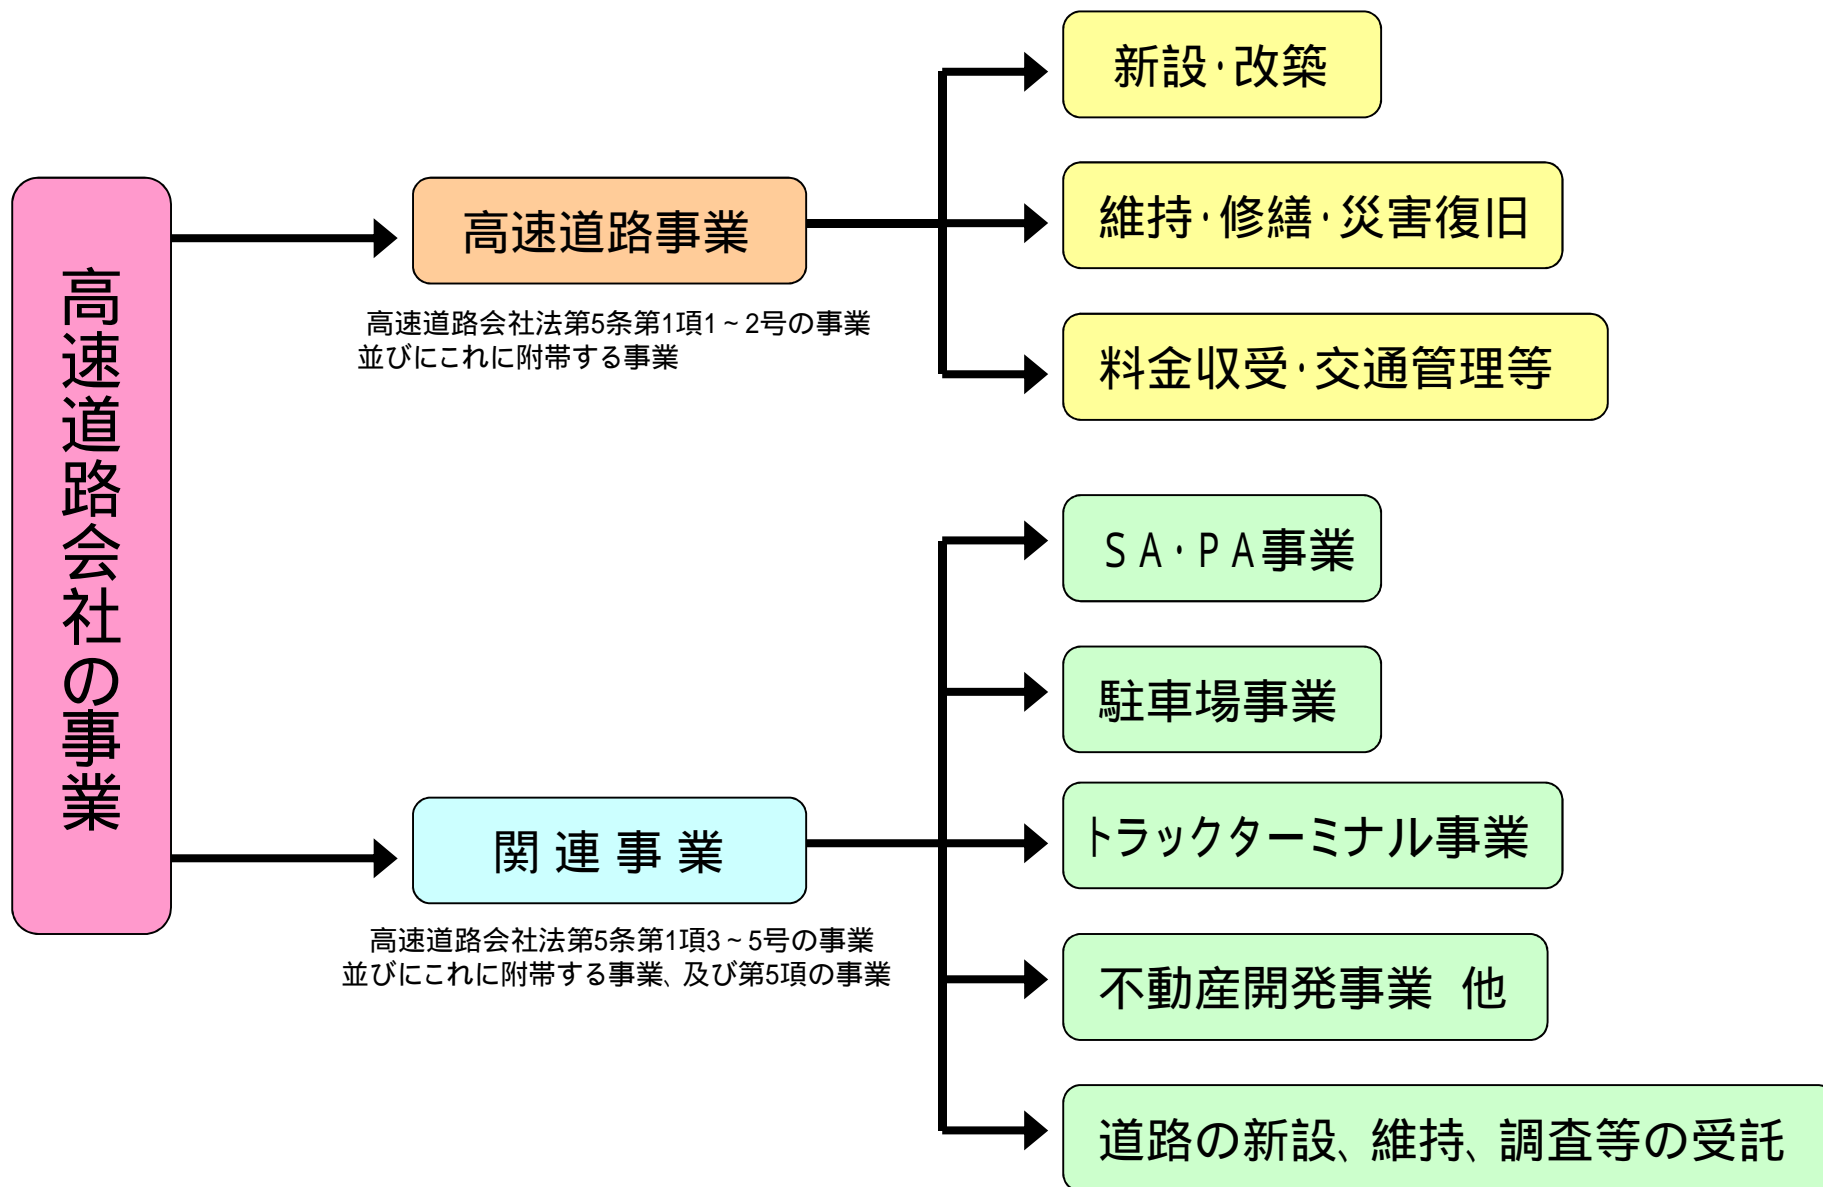 高速道路会社の事業
高速道路事業
高速道路会社法第5条第1項1~2号の事業
並びにこれに附帯する事業
新設・改築
維持・修繕・災害復旧
料金収受・交通管理等
関連事業
高速道路会社法第5条第1項3~5号の事業
並びにこれに附帯する事業、及び第5項の事業
SA・PA事業
駐車場事業
トラックターミナル事業
不動産開発事業 他
道路の新設、維持、調査等の受託